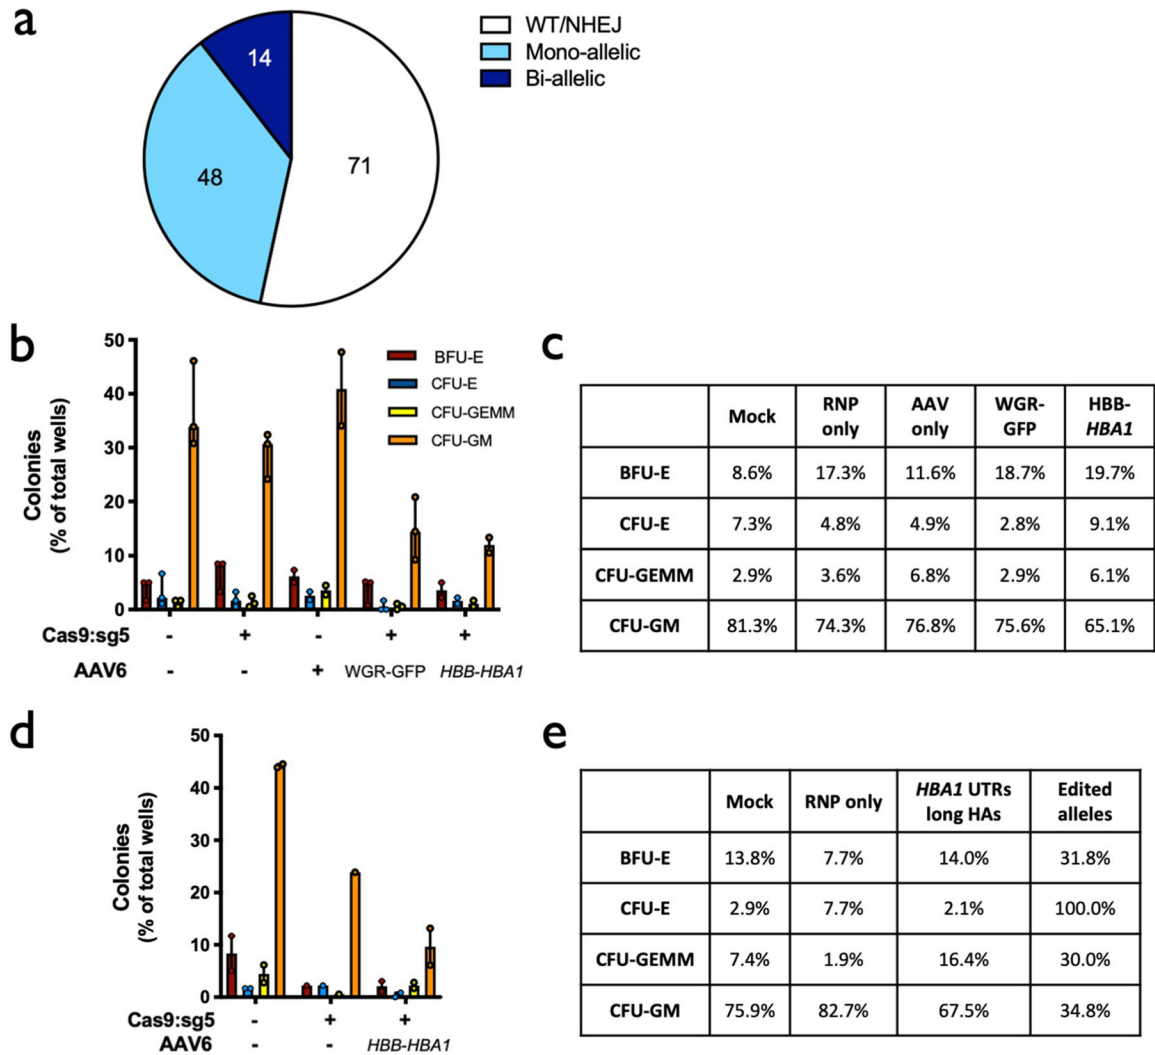 a
WT/NHEJ
Mono-allelic
Bi-allelic
14
48
71
b
50
40
30
20
10
0
Colonies
(% of total wells)
BFU-E
CFU-E
CFU-GEMM
CFU-GM
Cas9:sg5 - + - + +
AAV6 - - + WGR-GFP HBB-HBA1
c
Mock RNP only AAV only WGR-GFP HBB-HBA1
BFU-E 8.6% 17.3% 11.6% 18.7% 19.7%
CFU-E 7.3% 4.8% 4.9% 2.8% 9.1%
CFU-GEMM 2.9% 3.6% 6.8% 2.9% 6.1%
CFU-GM 81.3% 74.3% 76.8% 75.6% 65.1%
d
50
40
30
20
10
0
Colonies
(% of total wells)
Cas9:sg5 - + +
AAV6 - - HBB-HBA1
e
Mock RNP only HBA1 UTRs long HAs Edited alleles
BFU-E 13.8% 7.7% 14.0% 31.8%
CFU-E 2.9% 7.7% 2.1% 100.0%
CFU-GEMM 7.4% 1.9% 16.4% 30.0%
CFU-GM 75.9% 82.7% 67.5% 34.8%